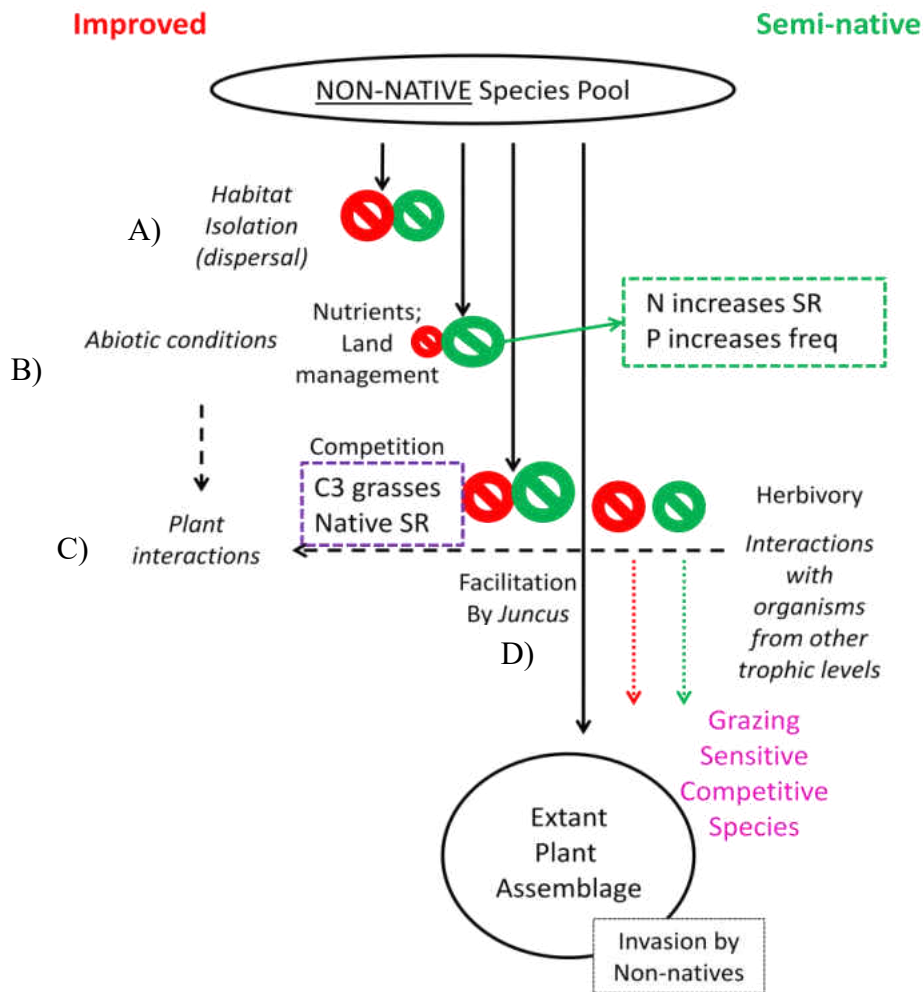 Improved
Semi-native
NON-NATIVE Species Pool
A)
Habitat
Isolation
(dispersal)
B)
Abiotic conditions
Nutrients;
Land
management
N increases SR
P increases freq
Competition
C3 grasses
Native SR
C)
Plant
interactions
Herbivory
Interactions
with
organisms
from other
trophic levels
Facilitation
By Juncus
D)
Grazing
Sensitive
Competitive
Species
Extant
Plant
Assemblage
Invasion by
Non-natives